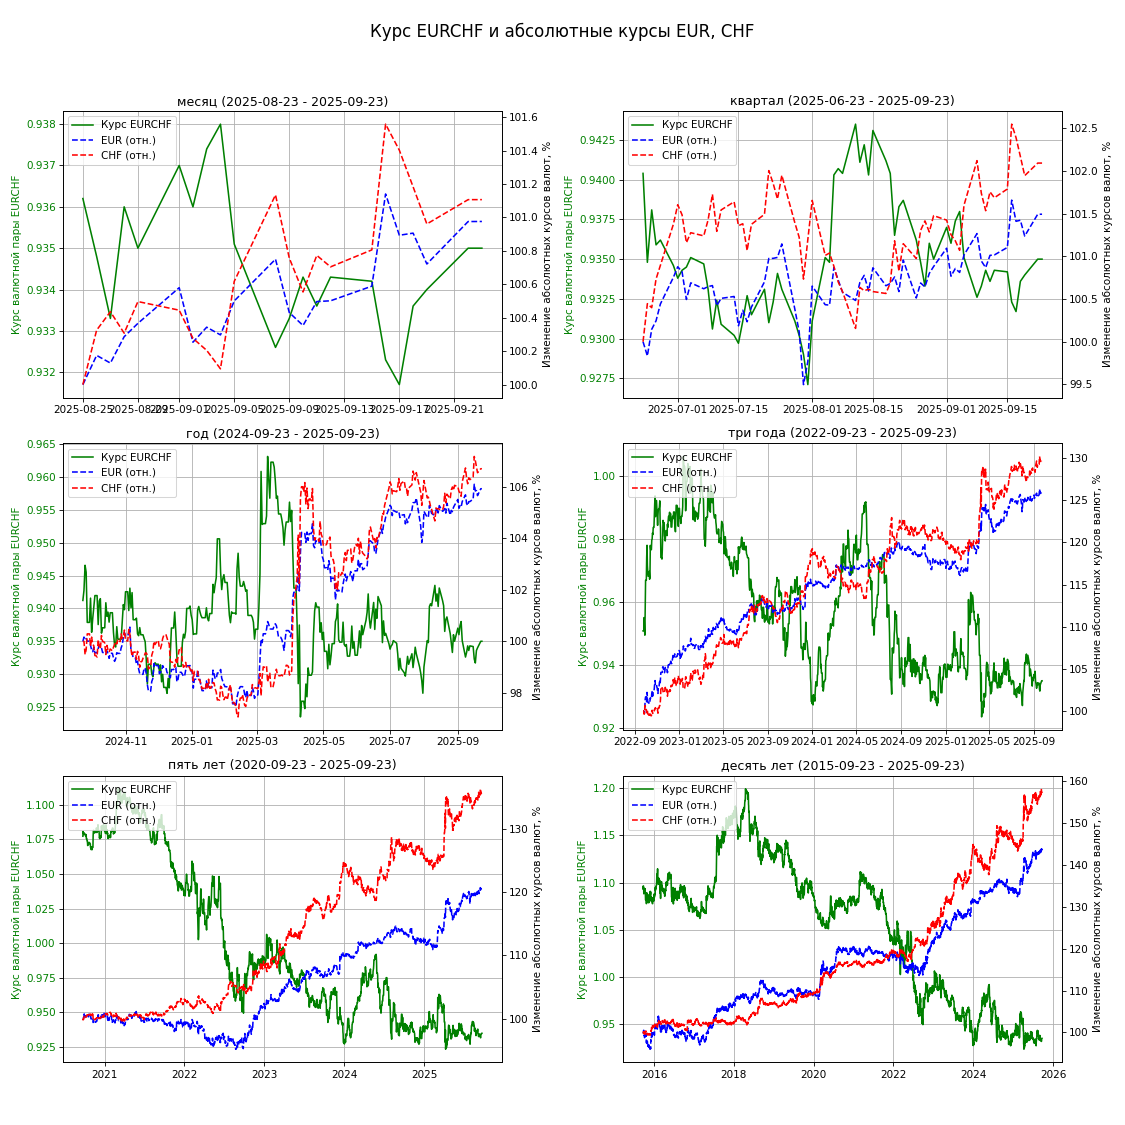 Курс EURCHF и абсолютные курсы EUR, CHF
месяц (2025-08-23 - 2025-09-23)
Курс EURCHF
EUR (отн.)
CHF (отн.)
Курс валютной пары EURCHF
0.938
0.937
0.936
0.935
0.934
0.933
0.932
101.6
101.4
101.2
101.0
100.8
100.6
100.4
100.2
100.0
Изменение абсолютных курсов валют, %
2025-08-25 2025-08-29 2025-09-01 2025-09-05 2025-09-09 2025-09-13 2025-09-17 2025-09-21
квартал (2025-06-23 - 2025-09-23)
Курс EURCHF
EUR (отн.)
CHF (отн.)
Курс валютной пары EURCHF
0.9425
0.9400
0.9375
0.9350
0.9325
0.9300
0.9275
102.5
102.0
101.5
101.0
100.5
100.0
99.5
Изменение абсолютных курсов валют, %
2025-07-01 2025-07-15 2025-08-01 2025-08-15 2025-09-01 2025-09-15
год (2024-09-23 - 2025-09-23)
Курс EURCHF
EUR (отн.)
CHF (отн.)
Курс валютной пары EURCHF
0.965
0.960
0.955
0.950
0.945
0.940
0.935
0.930
0.925
106
104
102
100
98
Изменение абсолютных курсов валют, %
2024-11 2025-01 2025-03 2025-05 2025-07 2025-09
три года (2022-09-23 - 2025-09-23)
Курс EURCHF
EUR (отн.)
CHF (отн.)
Курс валютной пары EURCHF
1.00
0.98
0.96
0.94
0.92
130
125
120
115
110
105
100
Изменение абсолютных курсов валют, %
2022-09 2023-01 2023-05 2023-09 2024-01 2024-05 2024-09 2025-01 2025-05 2025-09
пять лет (2020-09-23 - 2025-09-23)
Курс EURCHF
EUR (отн.)
CHF (отн.)
Курс валютной пары EURCHF
1.100
1.075
1.050
1.025
1.000
0.975
0.950
0.925
130
120
110
100
Изменение абсолютных курсов валют, %
2021 2022 2023 2024 2025
десять лет (2015-09-23 - 2025-09-23)
Курс EURCHF
EUR (отн.)
CHF (отн.)
Курс валютной пары EURCHF
1.20
1.15
1.10
1.05
1.00
0.95
160
150
140
130
120
110
100
Изменение абсолютных курсов валют, %
2016 2018 2020 2022 2024 2026